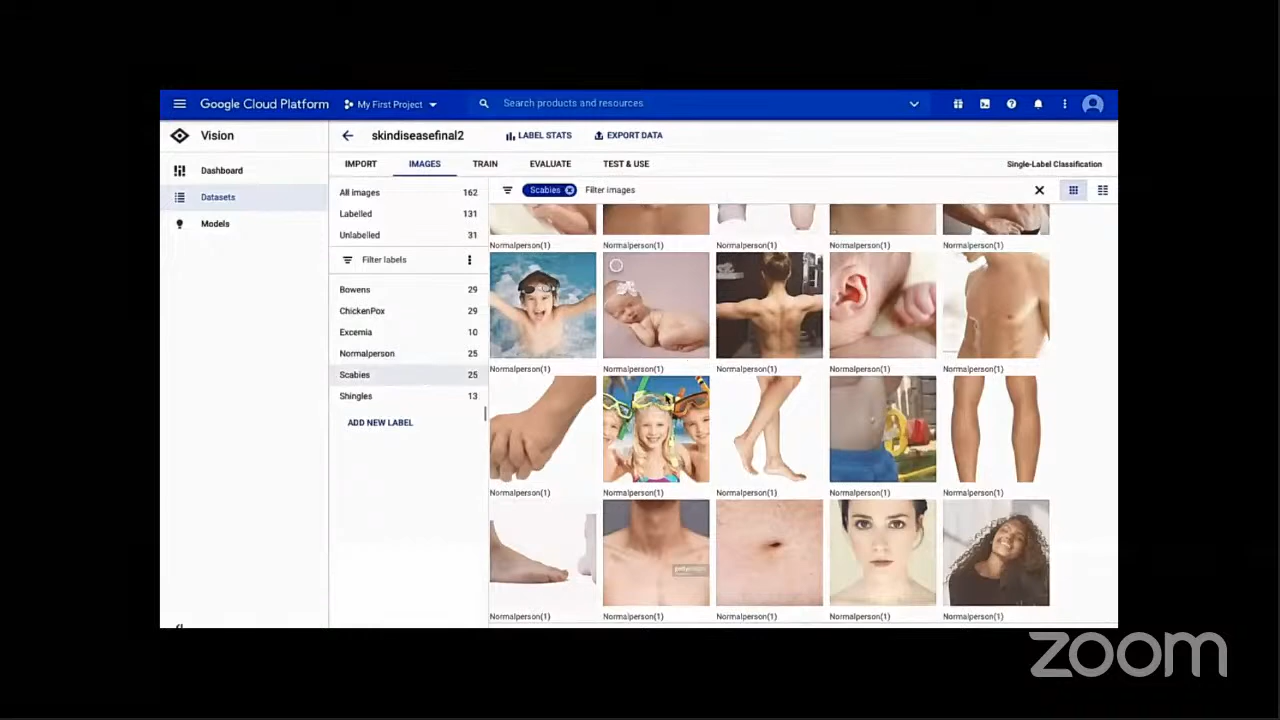 Google Cloud Platform My First Project Search products and resources
Vision skindiseasefinal2 LABEL STATS EXPORT DATA
IMPORT IMAGES TRAIN EVALUATE TEST & USE Single-Label Classification
Dashboard
Datasets
Models
All images 162
Labelled 131
Unlabelled 31
Filter labels
Bowens 29
ChickenPox 29
Excemia 10
Normalperson 25
Scabies 25
Shingles 13
ADD NEW LABEL
Scabies Filter images
Normalperson(1) Normalperson(1) Normalperson(1) Normalperson(1) Normalperson(1)
Normalperson(1) Normalperson(1) Normalperson(1) Normalperson(1) Normalperson(1)
Normalperson(1) Normalperson(1) Normalperson(1) Normalperson(1) Normalperson(1)
Normalperson(1) Normalperson(1) Normalperson(1) Normalperson(1) Normalperson(1)
zoom